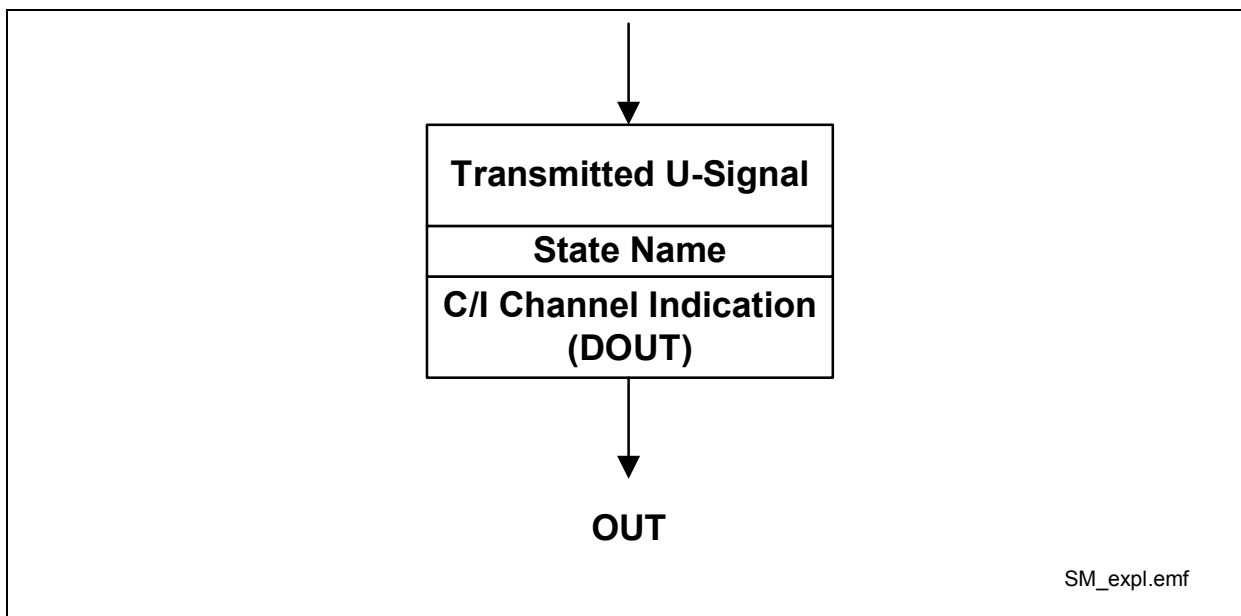 Transmitted U-Signal
State Name
C/I Channel Indication
(DOUT)
OUT
SM_expl.emf